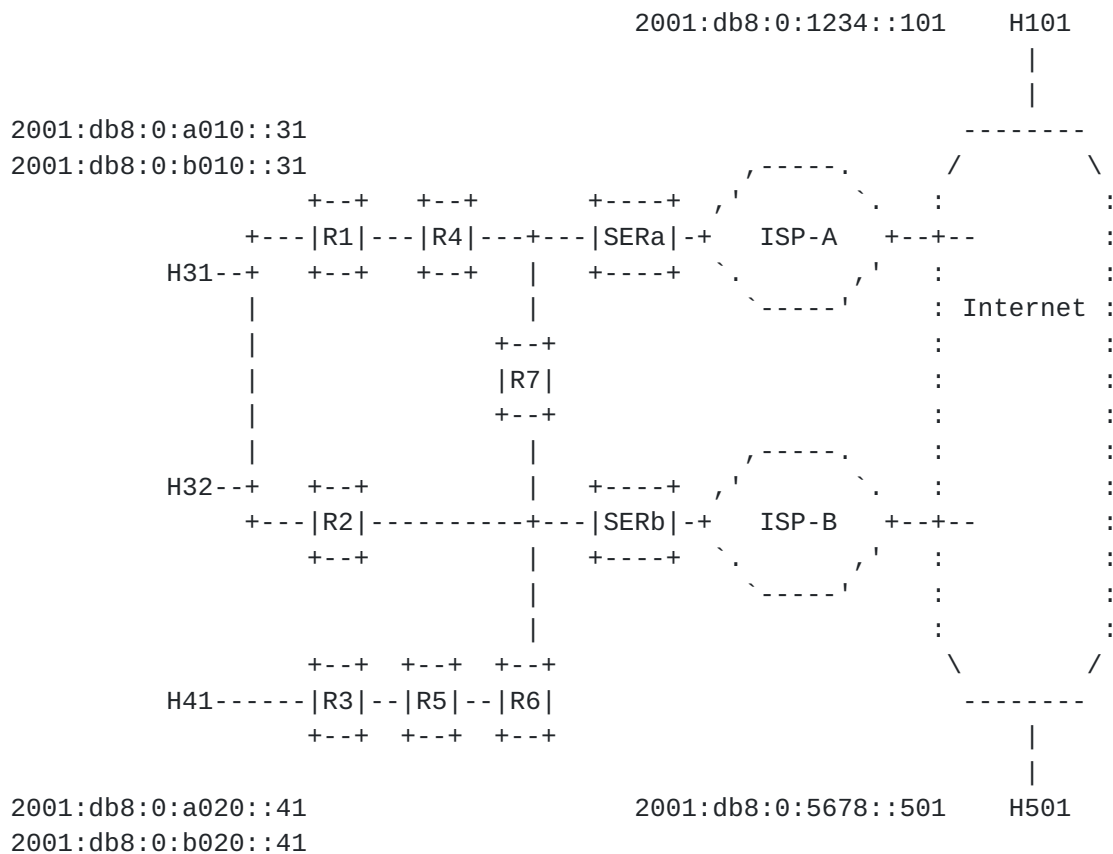 2001:db8:0:1234::101    H101
                                                                 |
                                                                 |
2001:db8:0:a010::31                                          --------
2001:db8:0:b010::31                            ,-----.      /        \
                   +--+   +--+       +----+  ,'       `.   :          :
               +---|R1|---|R4|---+---|SERa|-+   ISP-A   +--+--        :
          H31--+   +--+   +--+   |   +----+  `.       ,'   :          :
               |                 |             `-----'     : Internet :
               |               +--+                        :          :
               |               |R7|                        :          :
               |               +--+                        :          :
               |                 |             ,-----.     :          :
          H32--+   +--+          |   +----+  ,'       `.   :          :
               +---|R2|----------+---|SERb|-+   ISP-B   +--+--        :
                   +--+          |   +----+  `.       ,'   :          :
                                 |             `-----'     :          :
                                 |                         :          :
                   +--+  +--+  +--+                         \        /
          H41------|R3|--|R5|--|R6|                          --------
                   +--+  +--+  +--+                              |
                                                                 |
2001:db8:0:a020::41                     2001:db8:0:5678::501    H501
2001:db8:0:b020::41